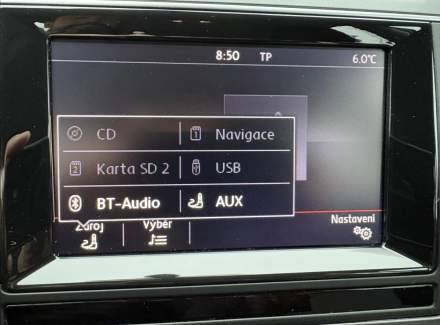 8:50 TP 6.0°C
CD Navigace
Karta SD 2 USB
BT-Audio AUX
Zdroj Výběr Nastavení